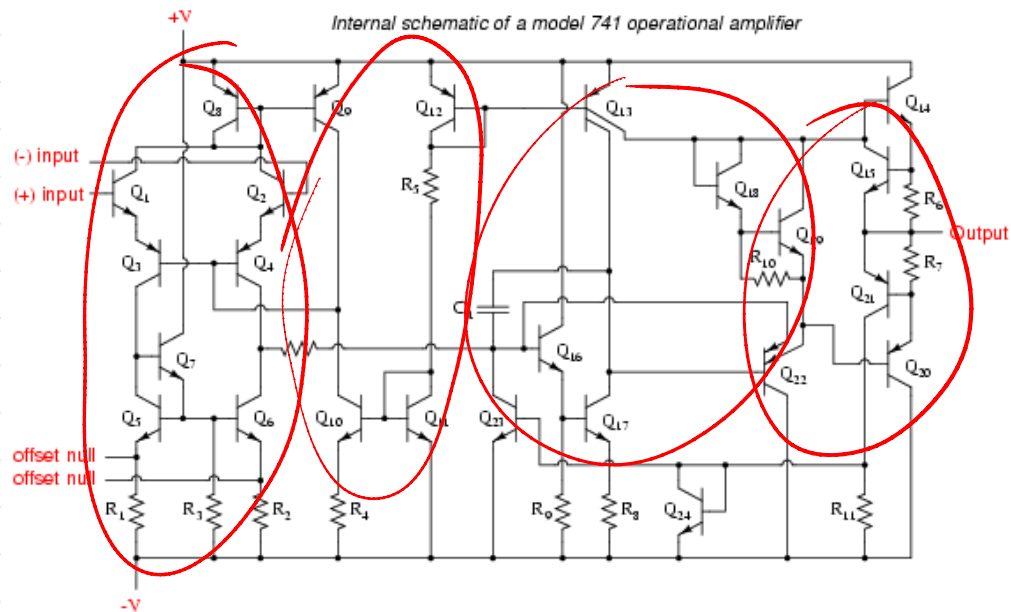 Internal schematic of a model 741 operational amplifier
+V
Q8 Q9 Q12 Q13 Q14
(-) input
(+) input
Q1 Q2 R5 Q18 Q15 R6
Q3 Q4 Q19 Output
R10 R7
C1 Q21
Q7 Q16 Q22 Q20
Q5 Q6 Q10 Q11 Q23 Q17
offset null
offset null
R1 R3 R2 R4 R9 R8 Q24 R11
-V